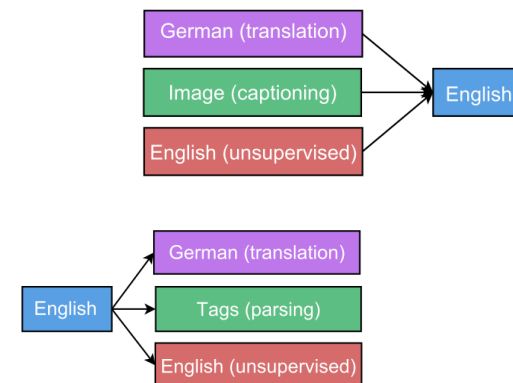 German (translation)
Image (captioning)
English
English (unsupervised)
German (translation)
English
Tags (parsing)
English (unsupervised)